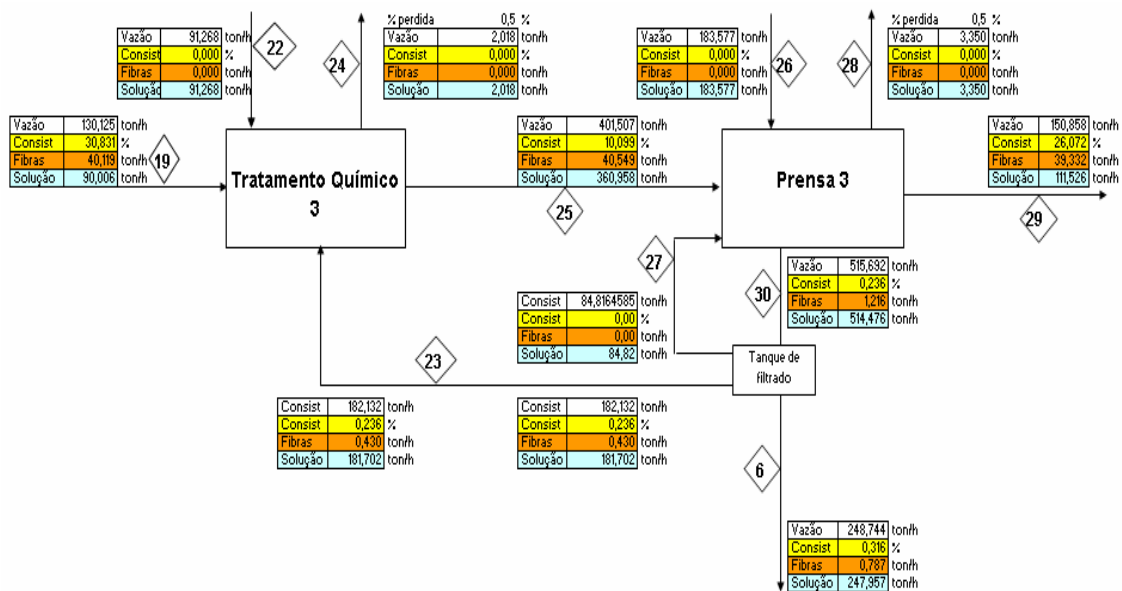 % perdida 0,5 %
% perdida 0,5 %
Vazão 91,268 ton/h
Consist 0,000 %
Fibras 0,000 ton/h
Solução 91,268 ton/h
22
24
Vazão 2,018 ton/h
Consist 0,000 %
Fibras 0,000 ton/h
Solução 2,018 ton/h
Vazão 183,577 ton/h
Consist 0,000 %
Fibras 0,000 ton/h
Solução 183,577 ton/h
26
28
Vazão 3,350 ton/h
Consist 0,000 %
Fibras 0,000 ton/h
Solução 3,350 ton/h
Vazão 130,125 ton/h
Consist 30,831 %
Fibras 40,119 ton/h
Solução 90,006 ton/h
19
Tratamento Químico
3
Vazão 401,507 ton/h
Consist 10,099 %
Fibras 40,549 ton/h
Solução 360,958 ton/h
25
Prensa 3
Vazão 150,858 ton/h
Consist 26,072 %
Fibras 39,332 ton/h
Solução 111,526 ton/h
29
27
30
Vazão 515,692 ton/h
Consist 0,236 %
Fibras 1,216 ton/h
Solução 514,476 ton/h
Consist 84,8164585 ton/h
Consist 0,00 %
Fibras 0,00 ton/h
Solução 84,82 ton/h
Tanque de
filtrado
23
Consist 182,132 ton/h
Consist 0,236 %
Fibras 0,430 ton/h
Solução 181,702 ton/h
Consist 182,132 ton/h
Consist 0,236 %
Fibras 0,430 ton/h
Solução 181,702 ton/h
6
Vazão 248,744 ton/h
Consist 0,316 %
Fibras 0,787 ton/h
Solução 247,957 ton/h